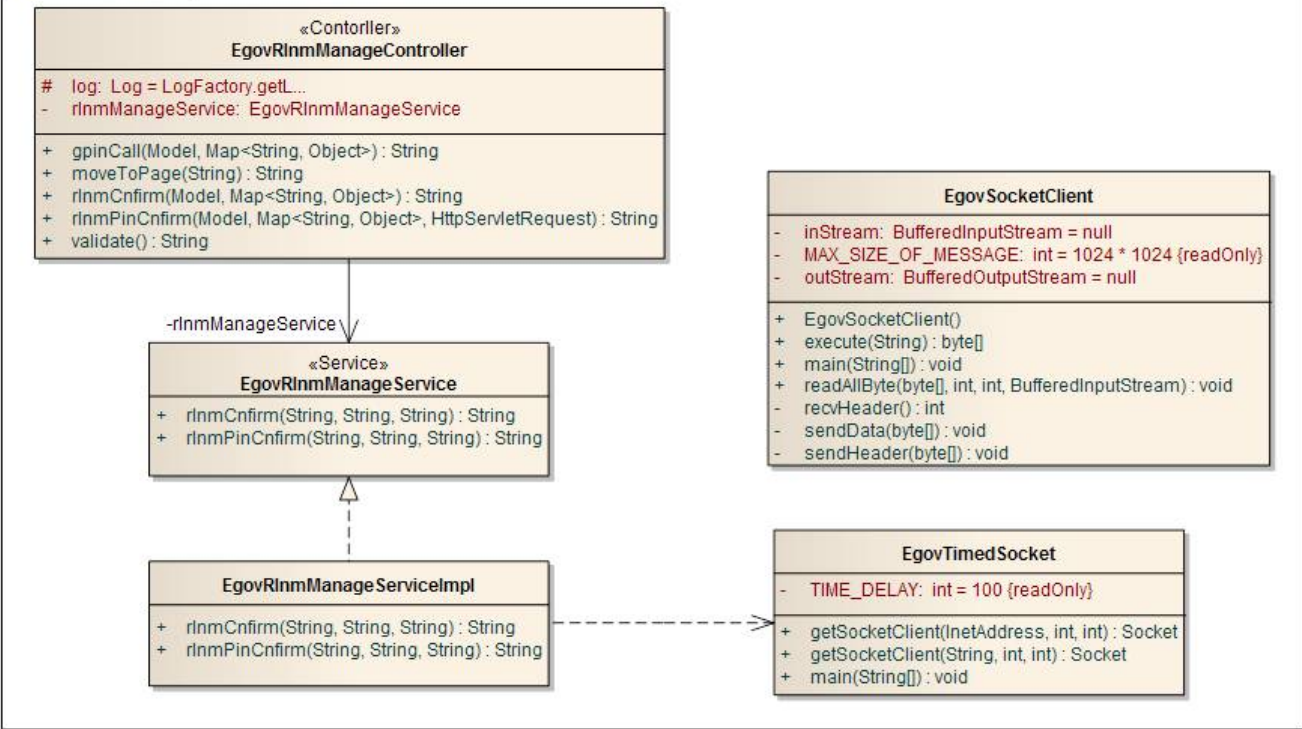 «Contorller»
EgovRlnmManageController
# log: Log = LogFactory.getL...
- rlnmManageService: EgovRlnmManageService
+ gpinCall(Model, Map<String, Object>) : String
+ moveToPage(String) : String
+ rlnmCnfirm(Model, Map<String, Object>) : String
+ rlnmPinCnfirm(Model, Map<String, Object>, HttpServletRequest) : String
+ validate() : String
-rlnmManageService
«Service»
EgovRlnmManageService
+ rlnmCnfirm(String, String, String) : String
+ rlnmPinCnfirm(String, String, String) : String
EgovRlnmManageServiceImpl
+ rlnmCnfirm(String, String, String) : String
+ rlnmPinCnfirm(String, String, String) : String
EgovSocketClient
- inStream: BufferedInputStream = null
- MAX_SIZE_OF_MESSAGE: int = 1024 * 1024 {readOnly}
- outStream: BufferedOutputStream = null
+ EgovSocketClient()
+ execute(String) : byte[]
+ main(String[]) : void
+ readAllByte(byte[], int, int, BufferedInputStream) : void
- recvHeader() : int
- sendData(byte[]) : void
- sendHeader(byte[]) : void
EgovTimedSocket
- TIME_DELAY: int = 100 {readOnly}
+ getSocketClient(InetAddress, int, int) : Socket
+ getSocketClient(String, int, int) : Socket
+ main(String[]) : void